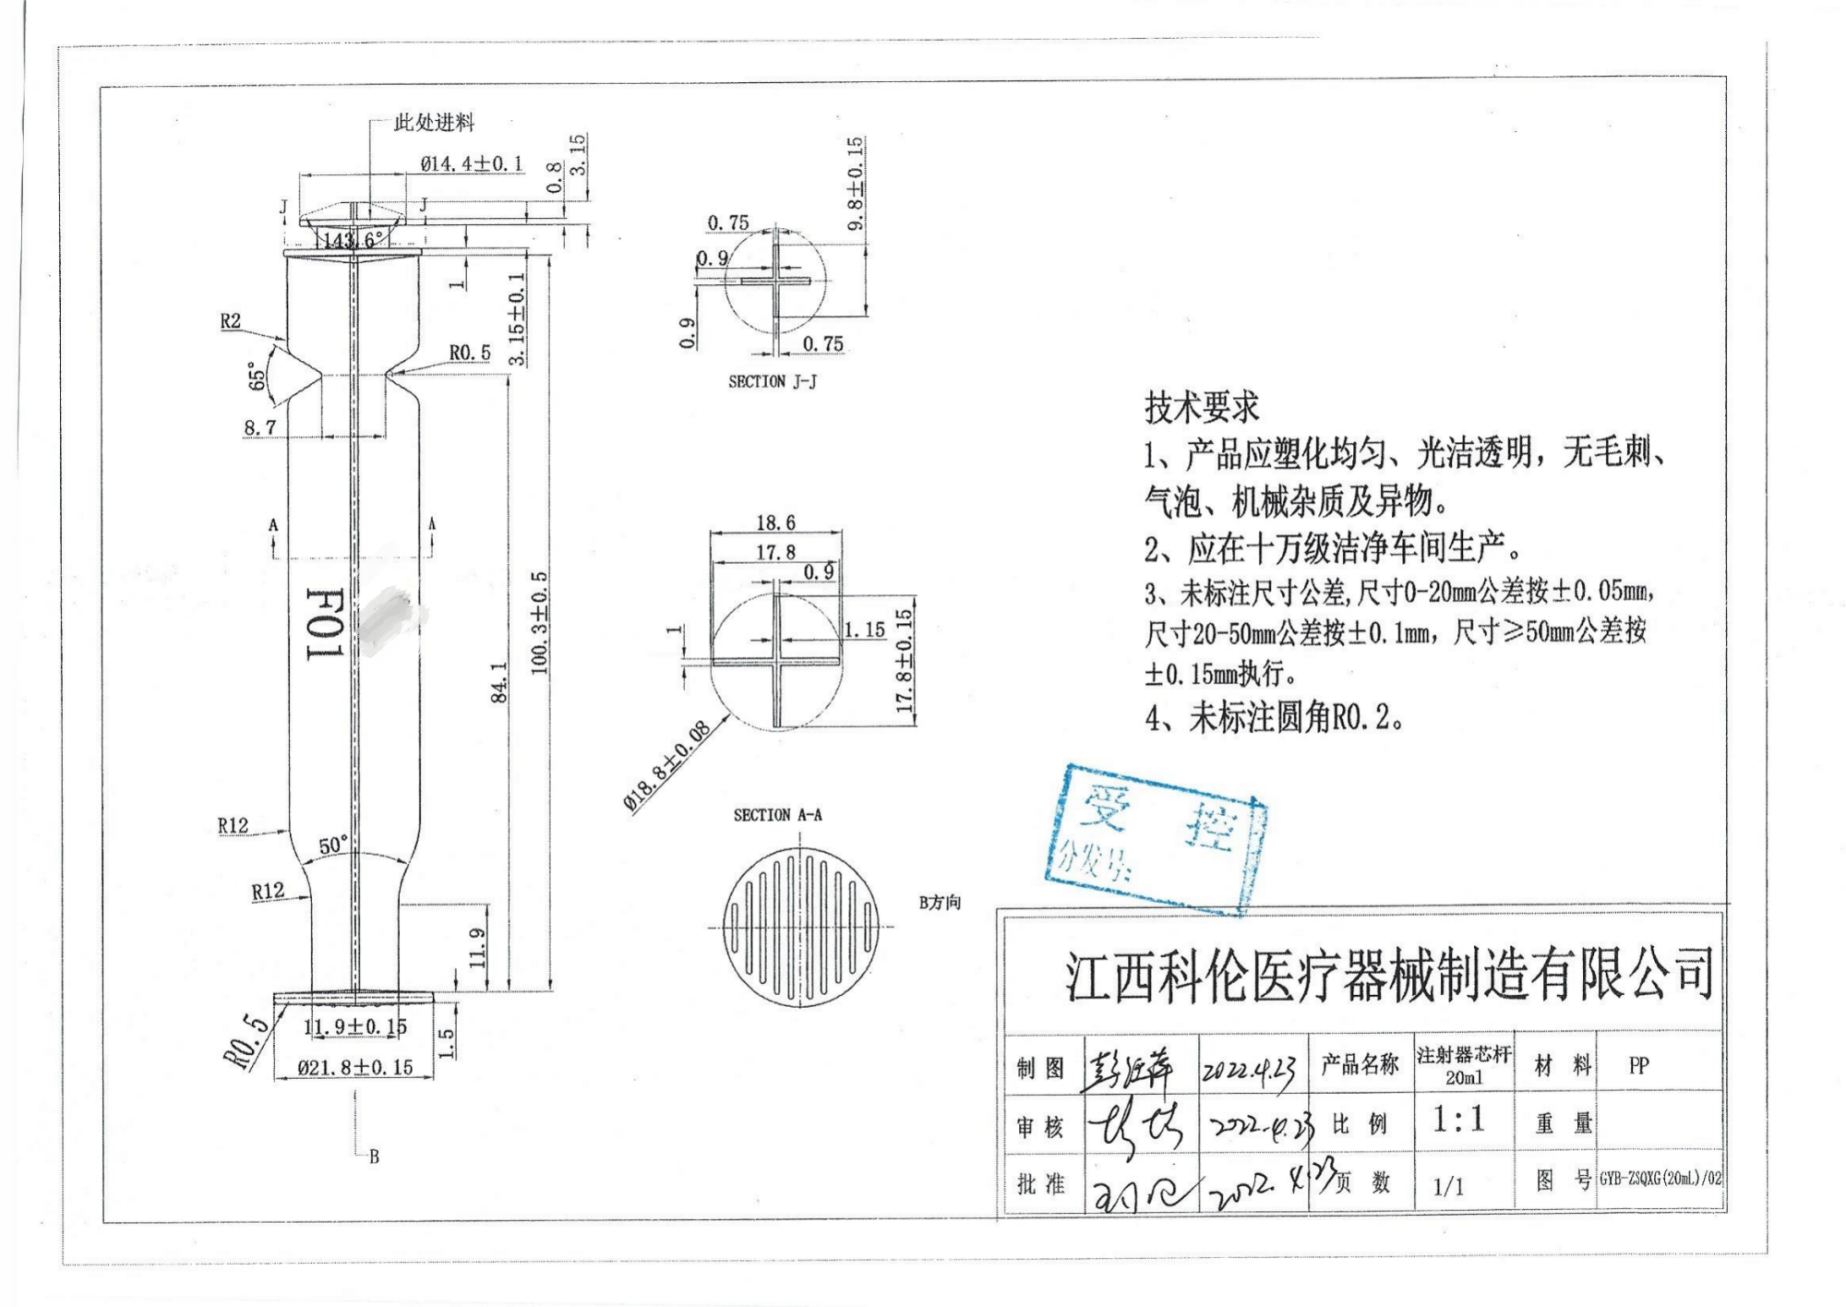 此处进料
Ø14.4±0.1
0.8
3.15
J
J
143.6°
1
3.15±0.1
R2
R0.5
65°
8.7
A
A
F01
100.3±0.5
84.1
R12
50°
R12
11.9
R0.5
11.9±0.15
1.5
Ø21.8±0.15
B
0.75
9.8±0.15
0.9
0.9
0.75
SECTION J-J
18.6
17.8
0.9
1
1.15
17.8±0.15
Ø18.8±0.08
SECTION A-A
B方向
技术要求
1、产品应塑化均匀、光洁透明，无毛刺、
气泡、机械杂质及异物。
2、应在十万级洁净车间生产。
3、未标注尺寸公差,尺寸0-20mm公差按±0.05mm,
尺寸20-50mm公差按±0.1mm，尺寸≥50mm公差按
±0.15mm执行。
4、未标注圆角R0.2。
受 控
分发号:
江西科伦医疗器械制造有限公司
制图 2022.4.23 产品名称 注射器芯杆 20ml 材料 PP
审核 2022.4.23 比例 1:1 重量
批准 2022.4.23 页数 1/1 图号 GYB-ZSQXG(20mL)/02